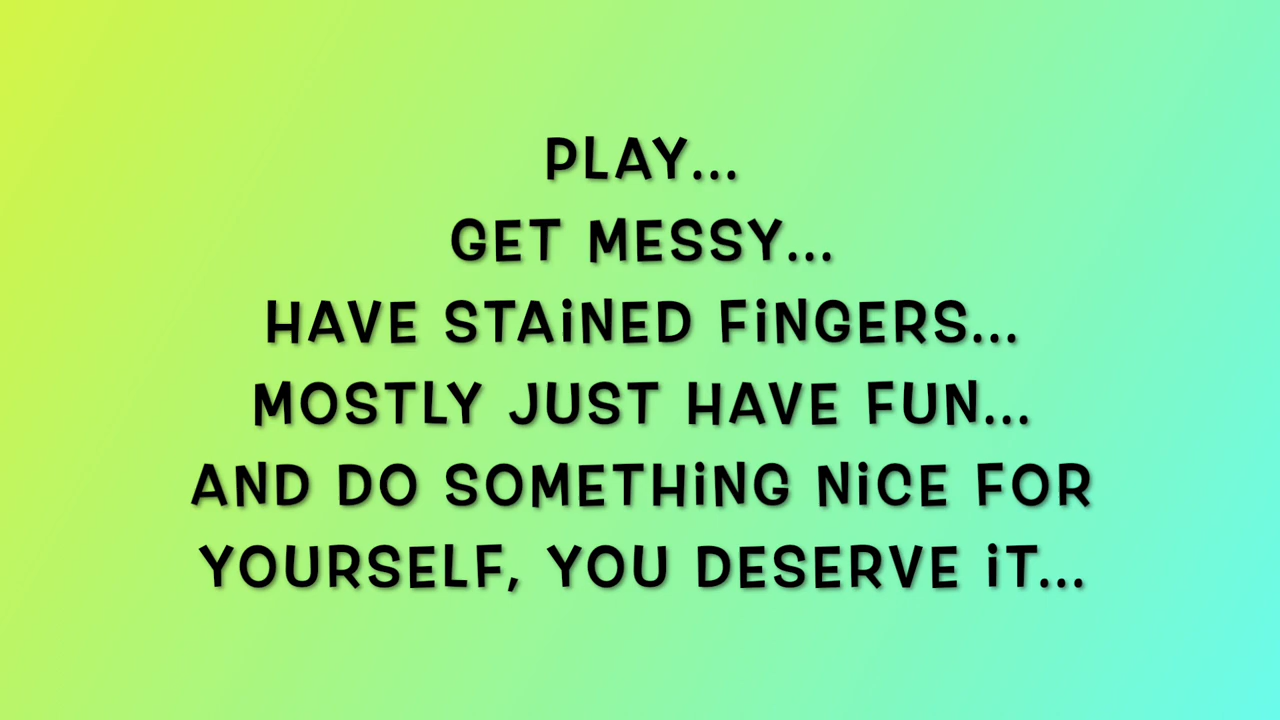 PLAY...
GET MESSY...
HAVE STAiNED FiNGERS...
MOSTLY JUST HAVE FUN...
AND DO SOMETHiNG NiCE FOR
YOURSELF, YOU DESERVE iT...